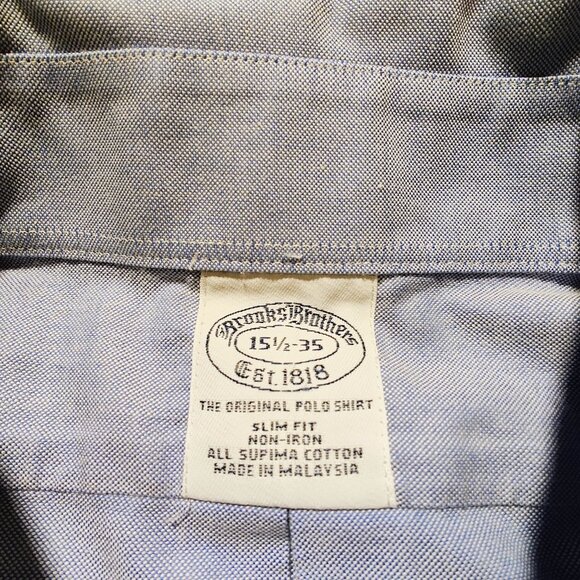 Brooks Brothers
15½-35
Est. 1818
THE ORIGINAL POLO SHIRT
SLIM FIT
NON-IRON
ALL SUPIMA COTTON
MADE IN MALAYSIA